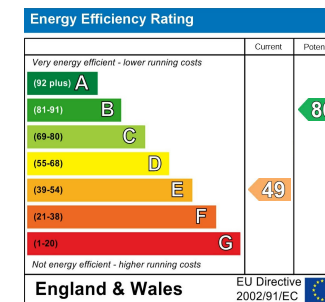 Energy Efficiency Rating
Current
Very energy efficient - lower running costs
(92 plus) A
(81-91) B
(69-80) C
(55-68) D
(39-54) E
49
(21-38) F
(1-20) G
Not energy efficient - higher running costs
England & Wales
EU Directive
2002/91/EC